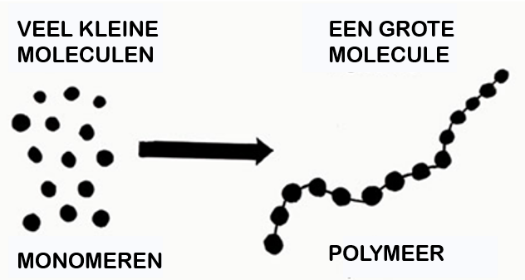 VEEL KLEINE
MOLECULEN
EEN GROTE
MOLECULE
MONOMEREN
POLYMEER